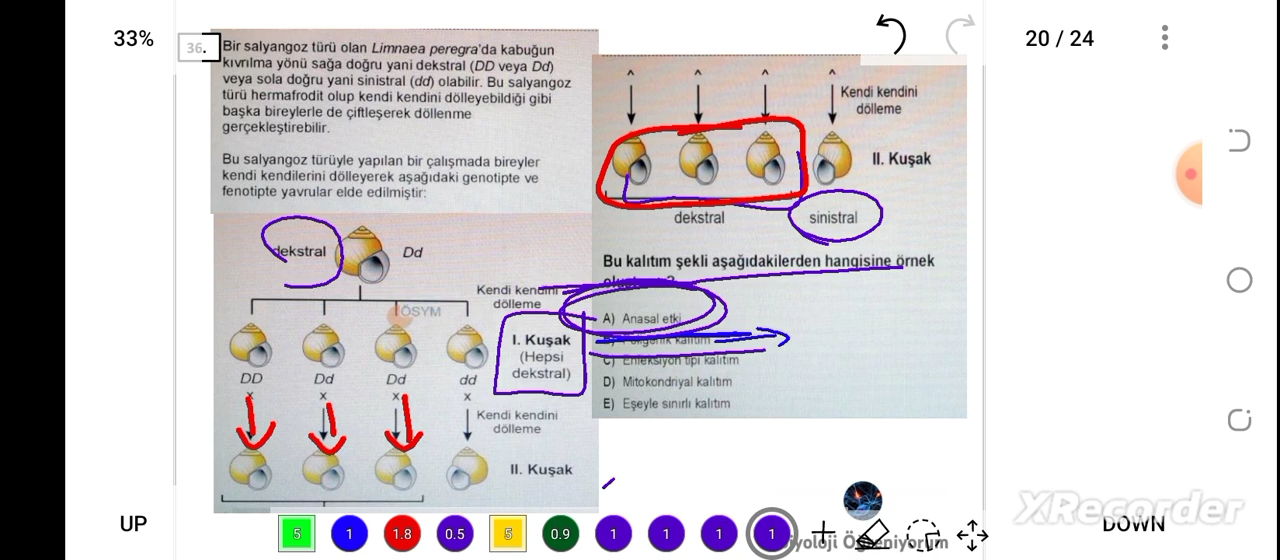 33%
20 / 24
36.
Bir salyangoz türü olan Limnaea peregra'da kabuğun
kıvrılma yönü sağa doğru yani dekstral (DD veya Dd)
veya sola doğru yani sinistral (dd) olabilir. Bu salyangoz
türü hermafrodit olup kendi kendini dölleyebildiği gibi
başka bireylerle de çiftleşerek döllenme
gerçekleştirebilir.
Bu salyangoz türüyle yapılan bir çalışmada bireyler
kendi kendilerini dölleyerek aşağıdaki genotipte ve
fenotipte yavrular elde edilmiştir:
dekstral
Dd
Kendi kendini
dölleme
ÖSYM
I. Kuşak
(Hepsi
dekstral)
DD
Dd
Dd
dd
x
x
x
x
Kendi kendini
dölleme
II. Kuşak
Kendi kendini
dölleme
II. Kuşak
dekstral
sinistral
Bu kalıtım şekli aşağıdakilerden hangisine örnek
A) Anasal etki
kalıtım
C) Enfeksiyon tipi kalıtım
D) Mitokondriyal kalıtım
E) Eşeyle sınırlı kalıtım
UP
5
1
1.8
0.5
5
0.9
1
1
1
1
DOWN
XRecorder
Öğreniyorum